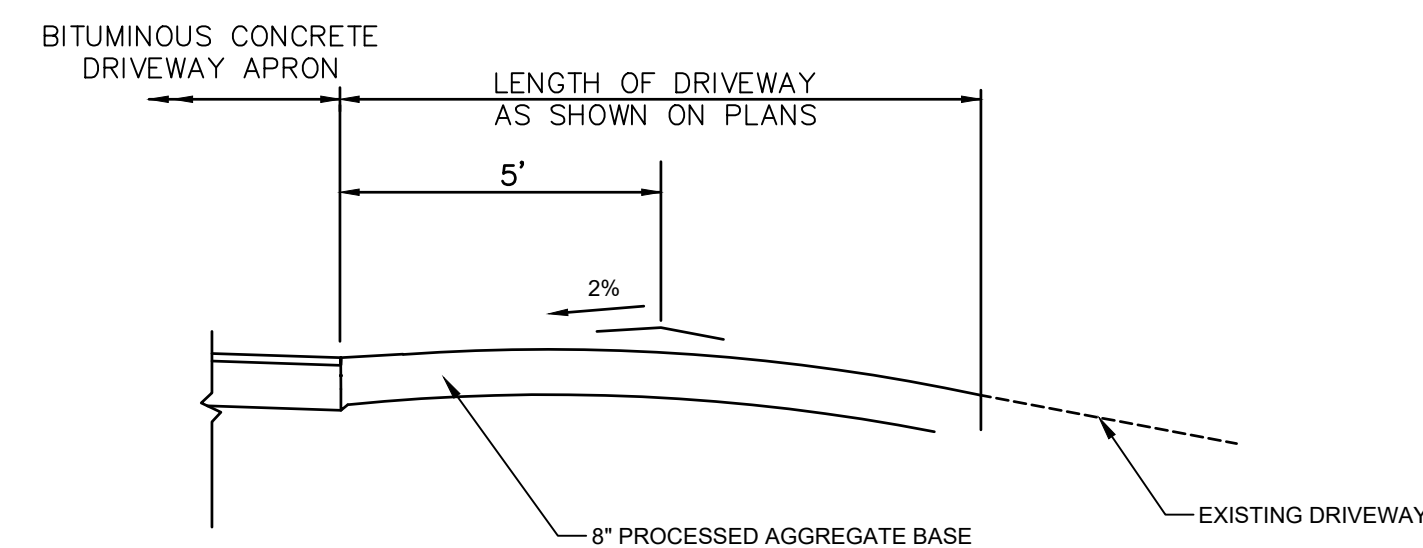 BITUMINOUS CONCRETE
DRIVEWAY APRON
LENGTH OF DRIVEWAY
AS SHOWN ON PLANS
5'
2%
8" PROCESSED AGGREGATE BASE
EXISTING DRIVEWAY